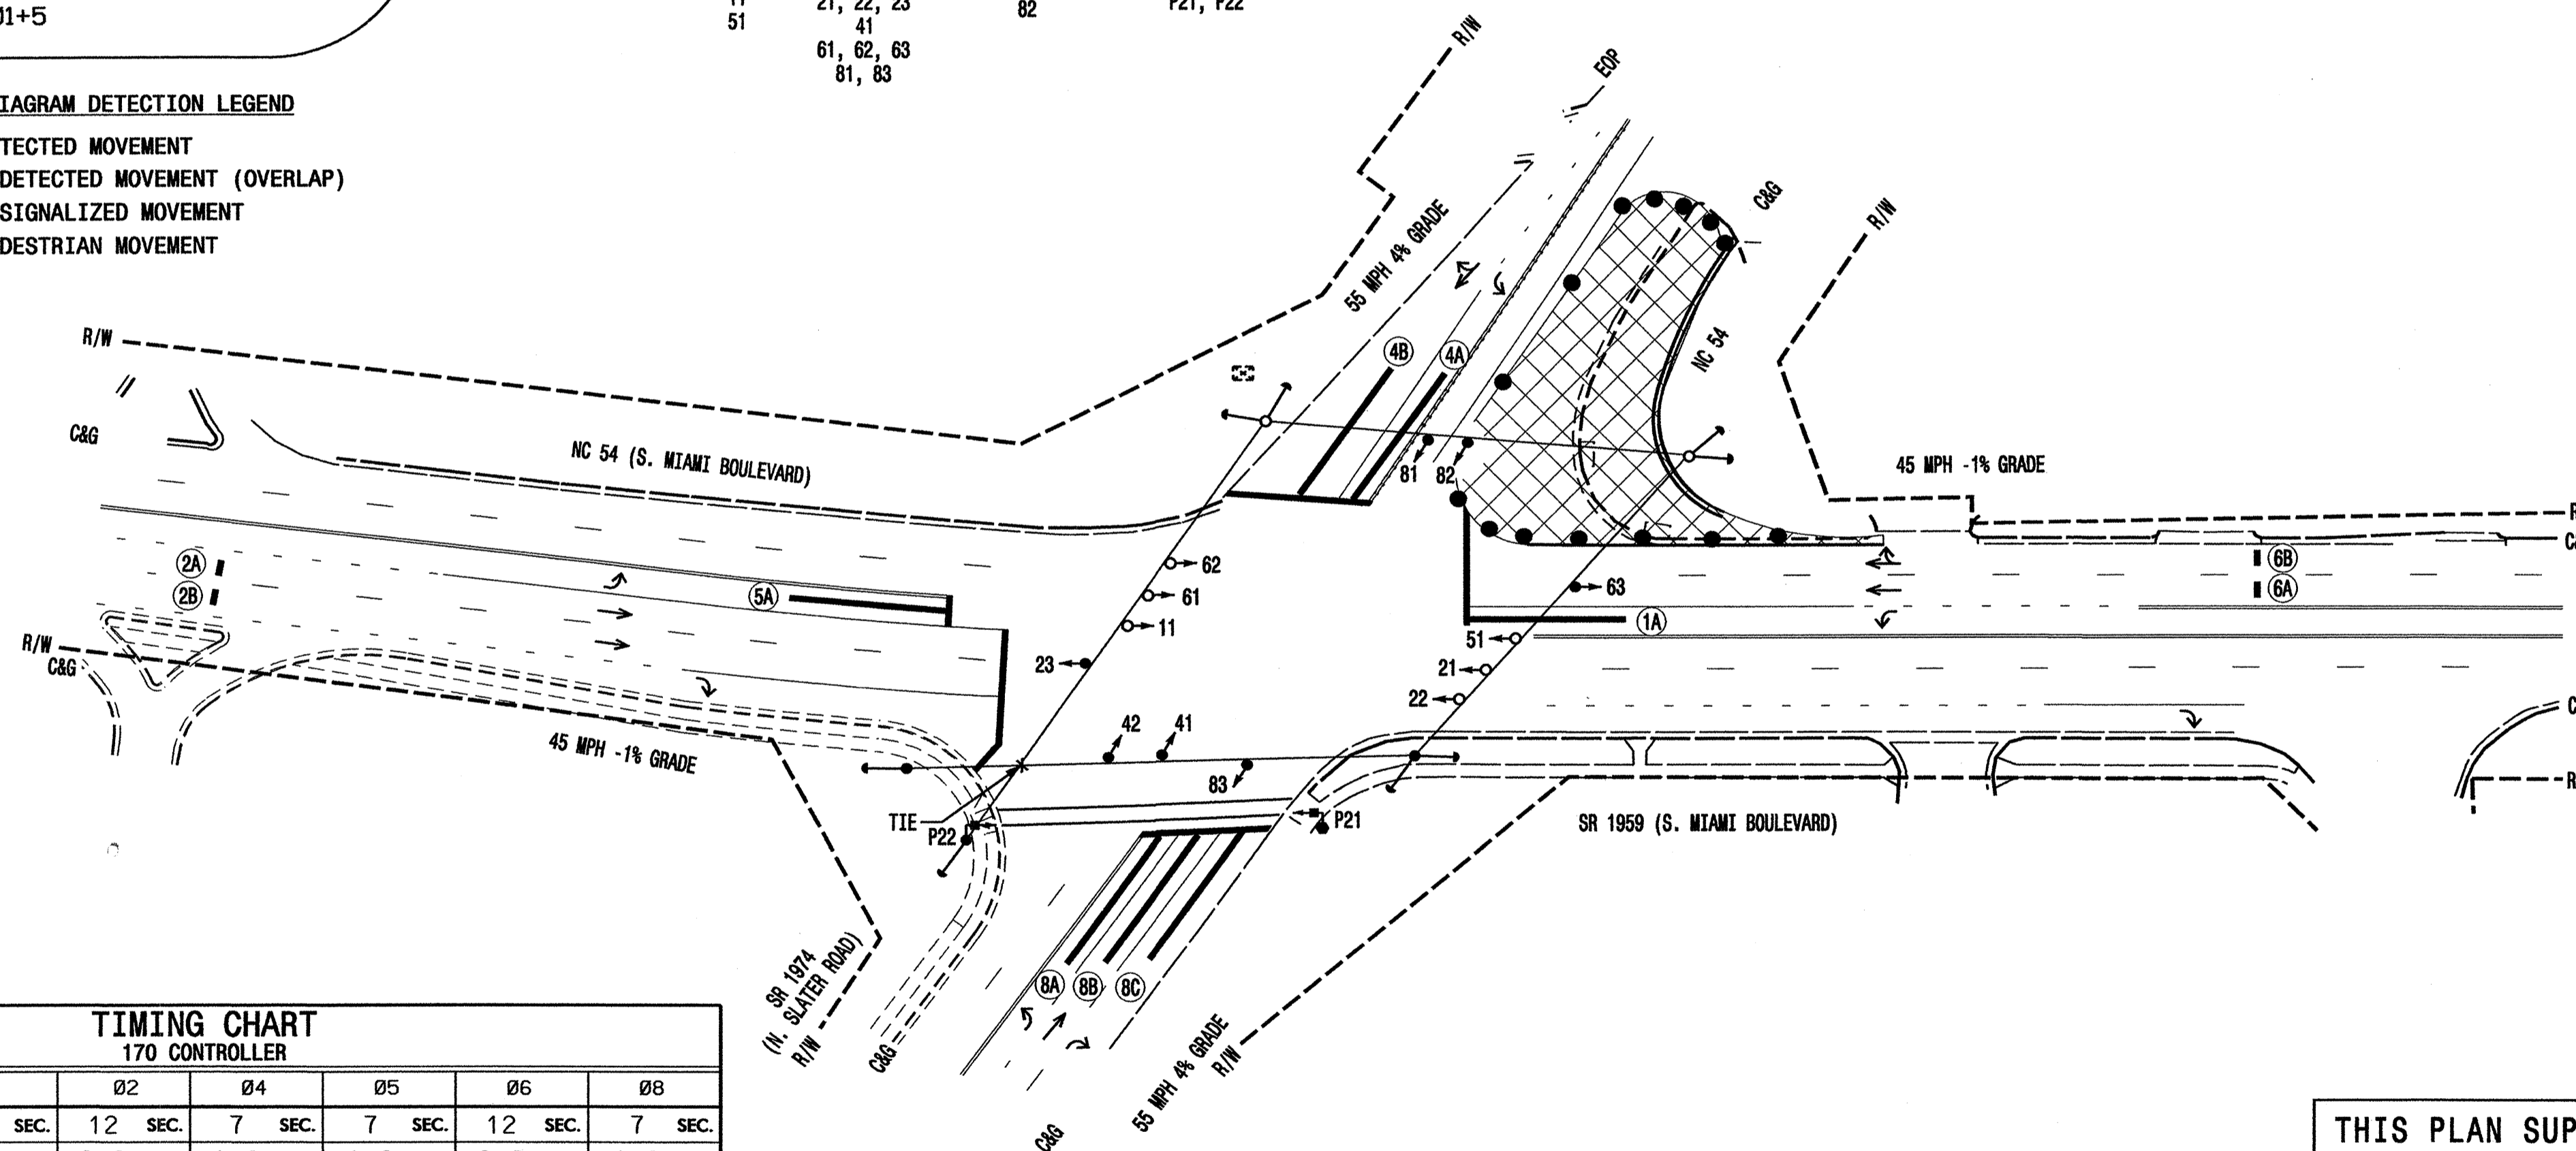 Ø1+5
51
21, 22, 23
41
61, 62, 63
81, 83
82
P21, P22
IAGRAM DETECTION LEGEND
TECTED MOVEMENT
DETECTED MOVEMENT (OVERLAP)
SIGNALIZED MOVEMENT
DESTRIAN MOVEMENT
R/W
EOP
C&G
R/W
55 MPH 4% GRADE
NC 54
R/W
C&G
NC 54 (S. MIAMI BOULEVARD)
4B
4A
81
82
45 MPH -1% GRADE
2A
2B
5A
62
61
11
23
63
1A
51
21
22
6B
6A
R/W
C&G
45 MPH -1% GRADE
42
41
83
TIE
P22
P21
SR 1959 (S. MIAMI BOULEVARD)
8A
8B
8C
SR 1974
(N. SLATER ROAD)
R/W
C&G
C&G
55 MPH 4% GRADE
R/W
TIMING CHART
170 CONTROLLER
Ø2 Ø4 Ø5 Ø6 Ø8
SEC. 12 SEC. 7 SEC. 7 SEC. 12 SEC. 7 SEC.
THIS PLAN SUP